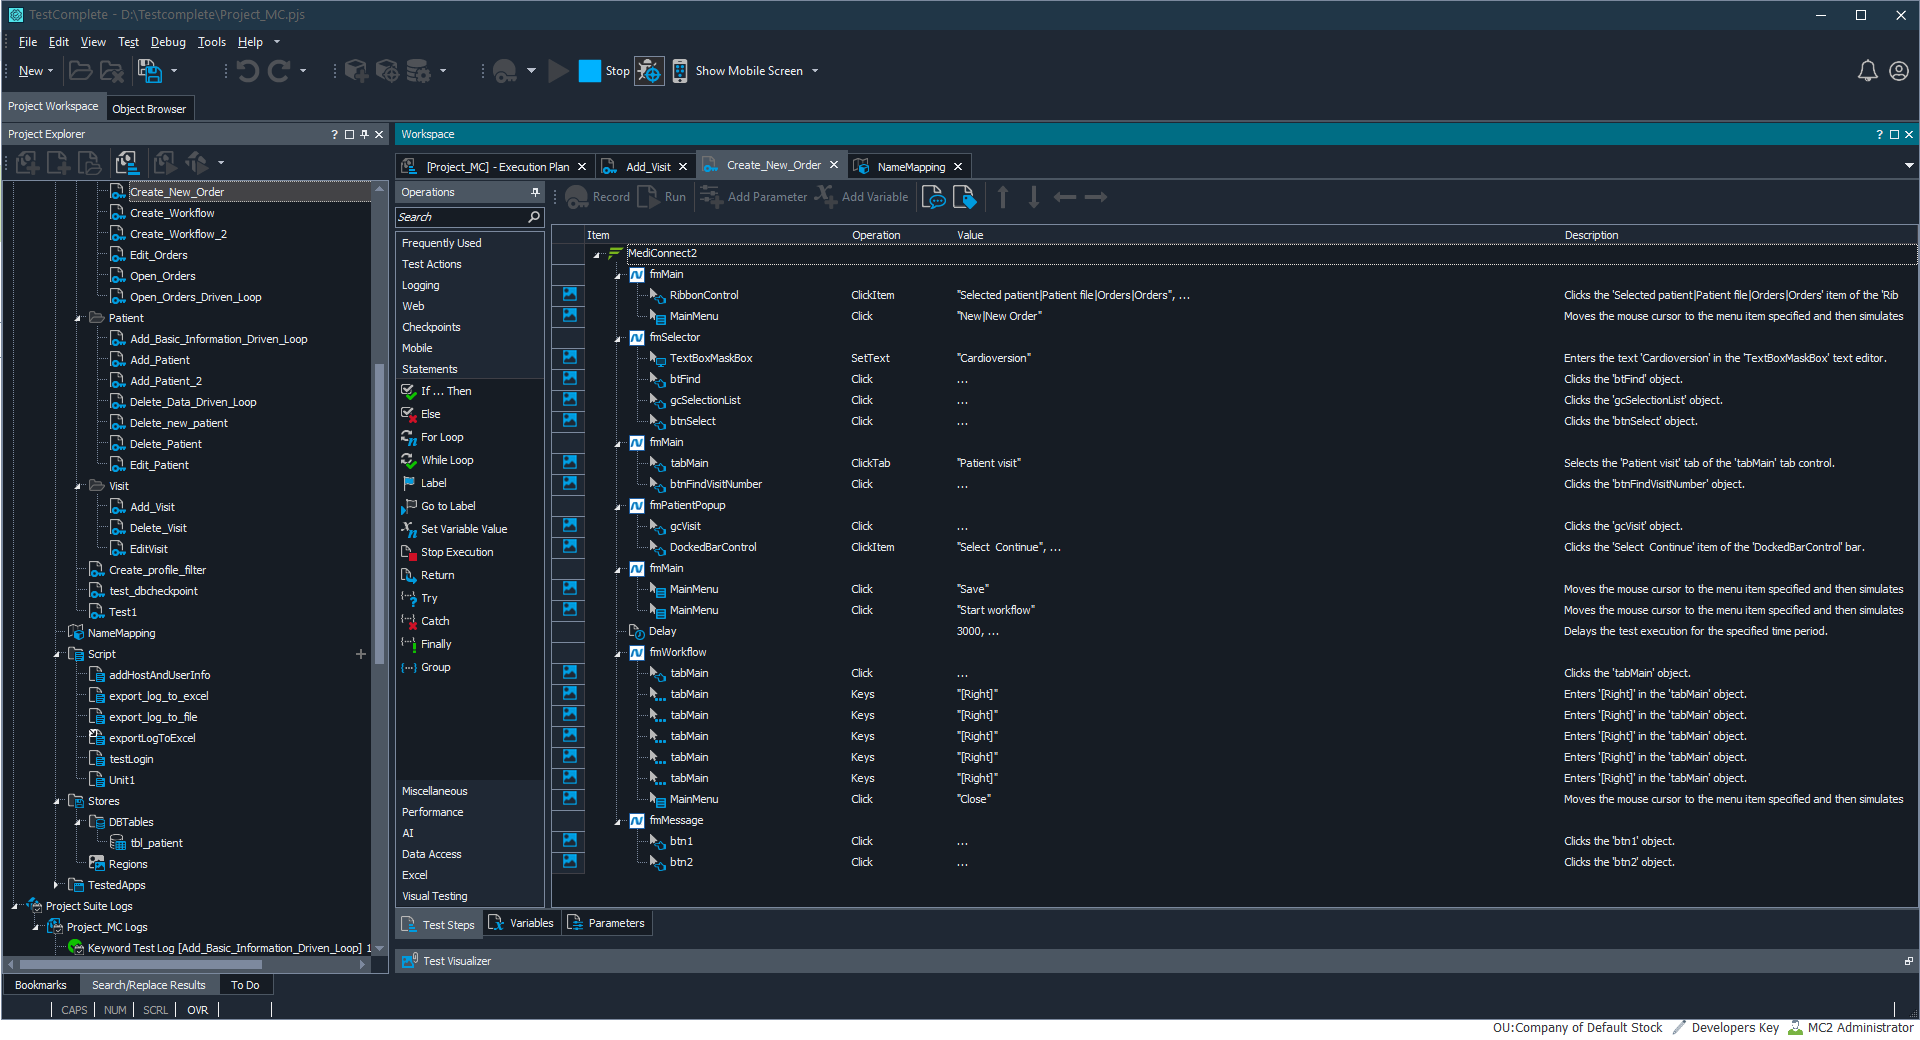 TestComplete - D:\Testcomplete\Project_MC.pjs
File Edit View Test Debug Tools Help
New Stop Show Mobile Screen
Project Workspace Object Browser
Project Explorer
Create_New_Order
Create_Workflow
Create_Workflow_2
Edit_Orders
Open_Orders
Open_Orders_Driven_Loop
Patient
Add_Basic_Information_Driven_Loop
Add_Patient
Add_Patient_2
Delete_Data_Driven_Loop
Delete_new_patient
Delete_Patient
Edit_Patient
Visit
Add_Visit
Delete_Visit
EditVisit
Create_profile_filter
test_dbcheckpoint
Test1
NameMapping
Script
addHostAndUserInfo
export_log_to_excel
export_log_to_file
exportLogToExcel
testLogin
Unit1
Stores
DBTables
tbl_patient
Regions
TestedApps
Project Suite Logs
Project_MC Logs
Keyword Test Log [Add_Basic_Information_Driven_Loop] 1
Bookmarks Search/Replace Results To Do
Workspace
[Project_MC] - Execution Plan Add_Visit Create_New_Order NameMapping
Operations
Search
Frequently Used
Test Actions
Logging
Web
Checkpoints
Mobile
Statements
If ... Then
Else
For Loop
While Loop
Label
Go to Label
Set Variable Value
Stop Execution
Return
Try
Catch
Finally
Group
Miscellaneous
Performance
AI
Data Access
Excel
Visual Testing
Record Run Add Parameter Add Variable
Item Operation Value Description
MediConnect2
fmMain
RibbonControl ClickItem "Selected patient|Patient file|Orders|Orders", ... Clicks the 'Selected patient|Patient file|Orders|Orders' item of the 'Rib
MainMenu Click "New|New Order" Moves the mouse cursor to the menu item specified and then simulates
fmSelector
TextBoxMaskBox SetText "Cardioversion" Enters the text 'Cardioversion' in the 'TextBoxMaskBox' text editor.
btFind Click ... Clicks the 'btFind' object.
gcSelectionList Click ... Clicks the 'gcSelectionList' object.
btnSelect Click ... Clicks the 'btnSelect' object.
fmMain
tabMain ClickTab "Patient visit" Selects the 'Patient visit' tab of the 'tabMain' tab control.
btnFindVisitNumber Click ... Clicks the 'btnFindVisitNumber' object.
fmPatientPopup
gcVisit Click ... Clicks the 'gcVisit' object.
DockedBarControl ClickItem "Select  Continue", ... Clicks the 'Select  Continue' item of the 'DockedBarControl' bar.
fmMain
MainMenu Click "Save" Moves the mouse cursor to the menu item specified and then simulates
MainMenu Click "Start workflow" Moves the mouse cursor to the menu item specified and then simulates
Delay 3000, ... Delays the test execution for the specified time period.
fmWorkflow
tabMain Click ... Clicks the 'tabMain' object.
tabMain Keys "[Right]" Enters '[Right]' in the 'tabMain' object.
tabMain Keys "[Right]" Enters '[Right]' in the 'tabMain' object.
tabMain Keys "[Right]" Enters '[Right]' in the 'tabMain' object.
tabMain Keys "[Right]" Enters '[Right]' in the 'tabMain' object.
tabMain Keys "[Right]" Enters '[Right]' in the 'tabMain' object.
MainMenu Click "Close" Moves the mouse cursor to the menu item specified and then simulates
fmMessage
btn1 Click ... Clicks the 'btn1' object.
btn2 Click ... Clicks the 'btn2' object.
Test Steps Variables Parameters
Test Visualizer
CAPS NUM SCRL OVR
OU:Company of Default Stock Developers Key MC2 Administrator